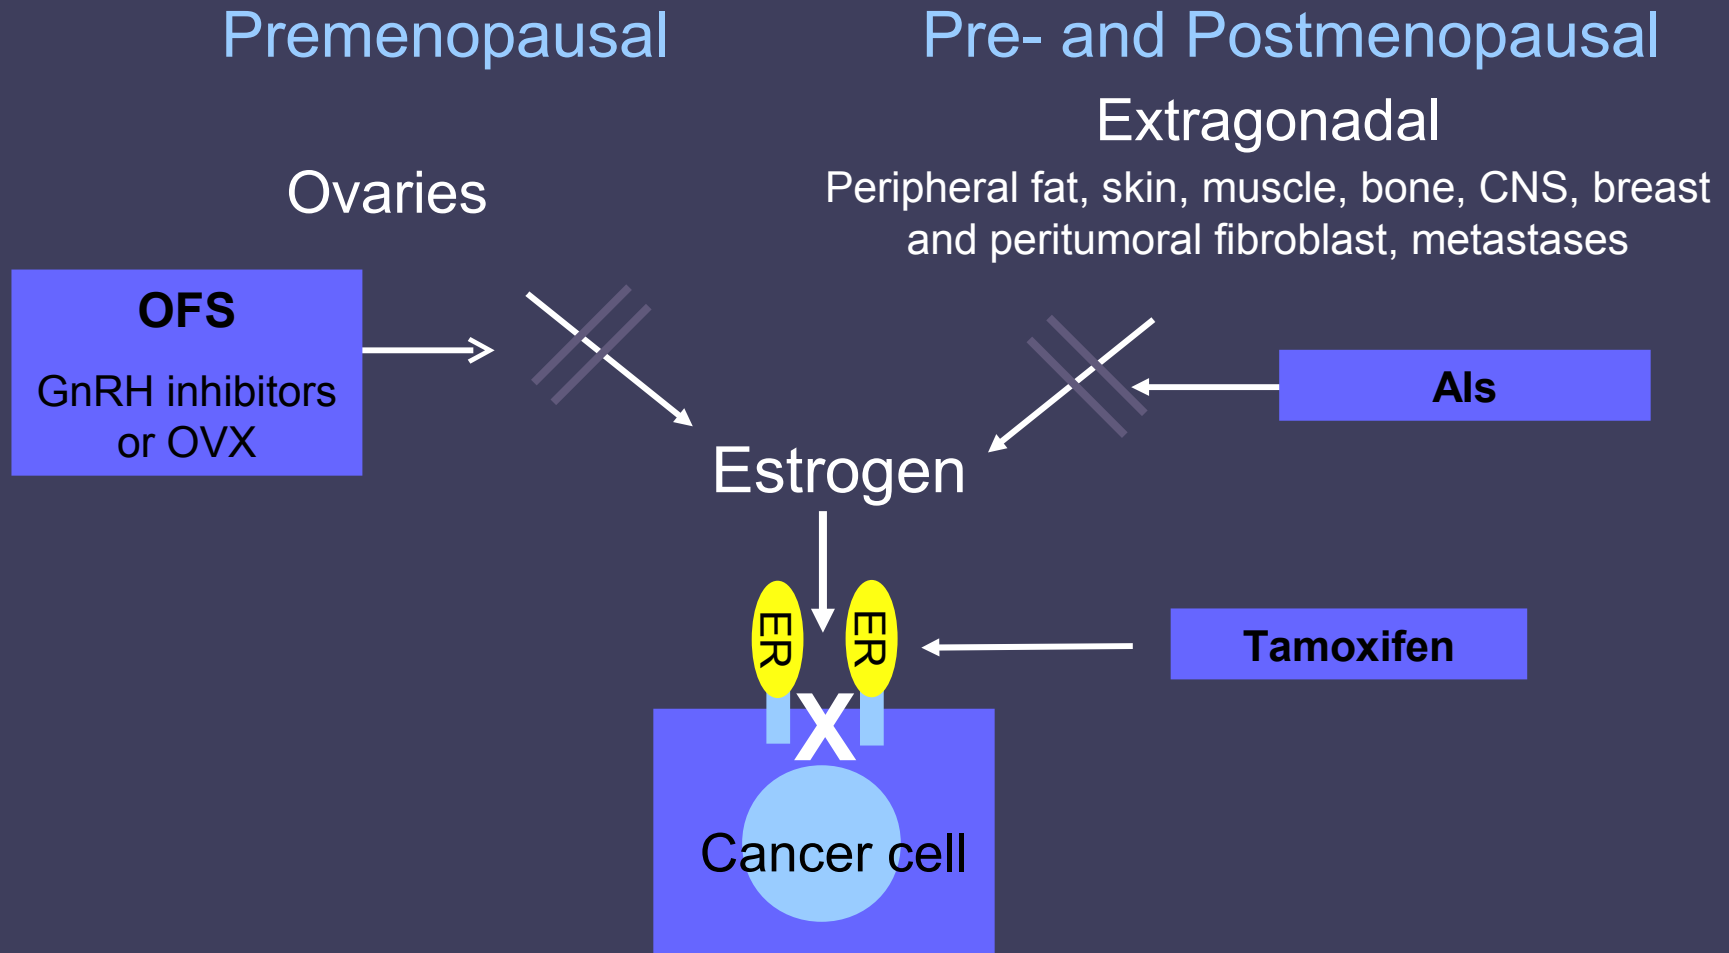 Premenopausal
Pre- and Postmenopausal
Extragonadal
Ovaries
Peripheral fat, skin, muscle, bone, CNS, breast
and peritumoral fibroblast, metastases
OFS
GnRH inhibitors
or OVX
AIs
Estrogen
ER
ER
Tamoxifen
X
Cancer cell